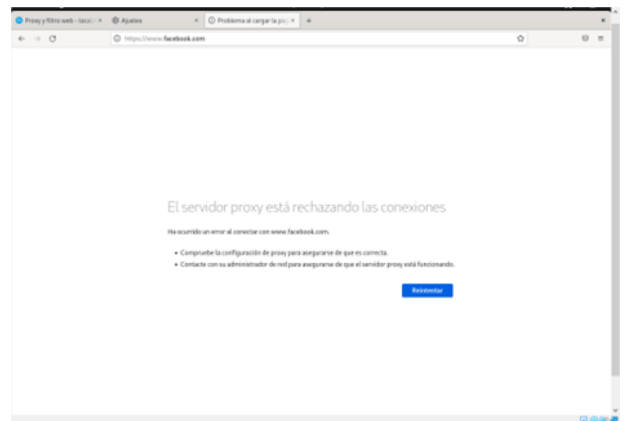 Proxy y filtro web - locali
Ajustes
Problema al cargar la pág
https://www.facebook.com
El servidor proxy está rechazando las conexiones
Ha ocurrido un error al conectar con www.facebook.com.
• Compruebe la configuración de proxy para asegurarse de que es correcta.
• Contacte con su administrador de red para asegurarse de que el servidor proxy está funcionando.
Reintentar